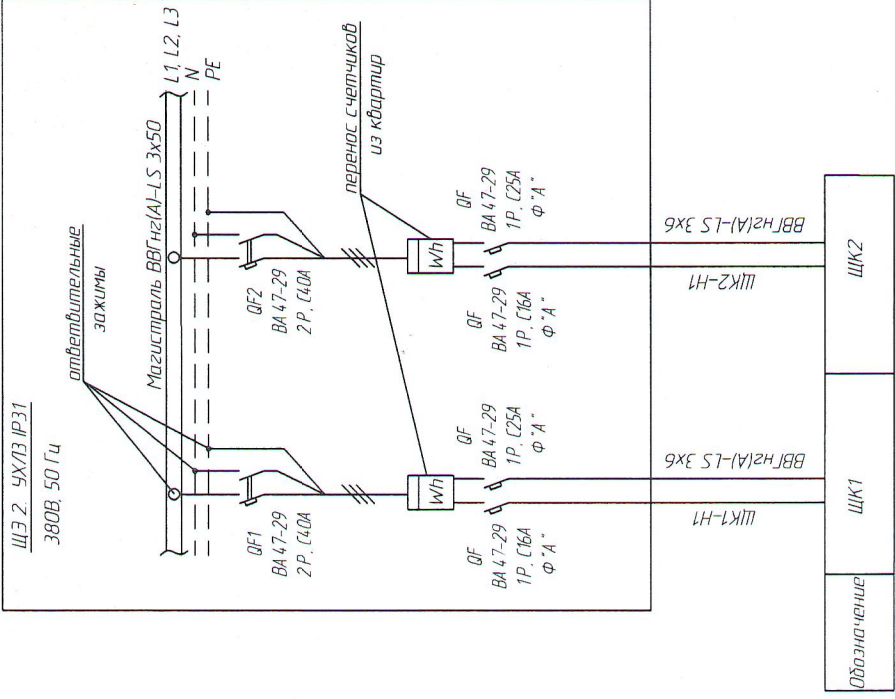 ЩЭ 2. УХЛ3 IP31
380В, 50 Гц
ответвительные
зажимы
Магистраль ВВГнг(А)-LS 3х50
L1, L2, L3
N
PE
QF1
ВА 47-29
2Р, С40А
QF2
ВА 47-29
2Р, С40А
перенос счетчиков
из квартир
Wh
Wh
QF
ВА 47-29
1Р, С16А
Ф "А"
QF
ВА 47-29
1Р, С25А
Ф "А"
QF
ВА 47-29
1Р, С16А
Ф "А"
QF
ВА 47-29
1Р, С25А
Ф "А"
ЩК1-Н1
ВВГнг(А)-LS 3х6
ЩК2-Н1
ВВГнг(А)-LS 3х6
Обозначение
ЩК1
ЩК2